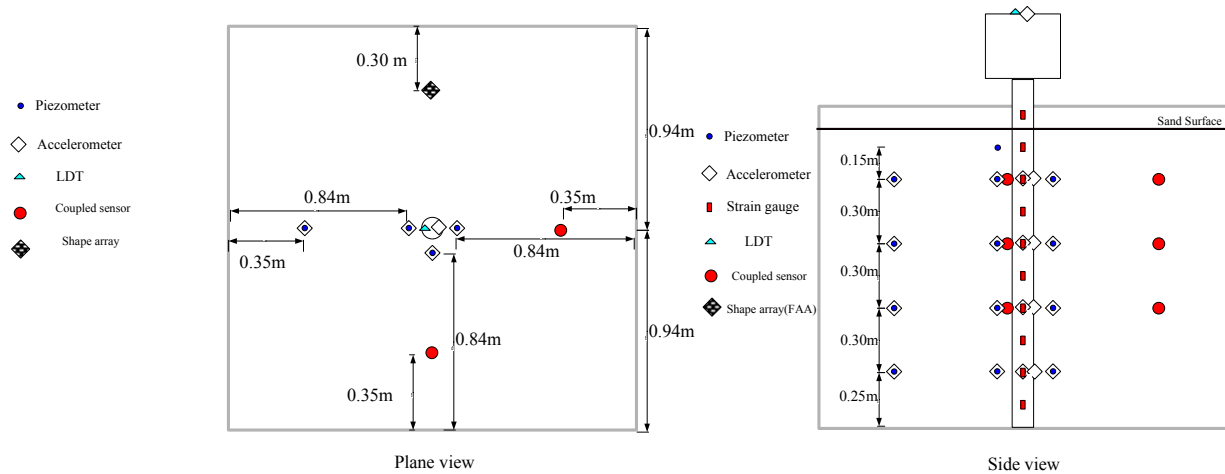 Piezometer
Accelerometer
LDT
Coupled sensor
Shape array
0.30 m
0.94m
0.84m
0.35m
0.35m
0.84m
0.84m
0.94m
0.35m
Plane view
Piezometer
Accelerometer
Strain gauge
LDT
Coupled sensor
Shape array(FAA)
Sand Surface
0.15m
0.30m
0.30m
0.30m
0.25m
Side view